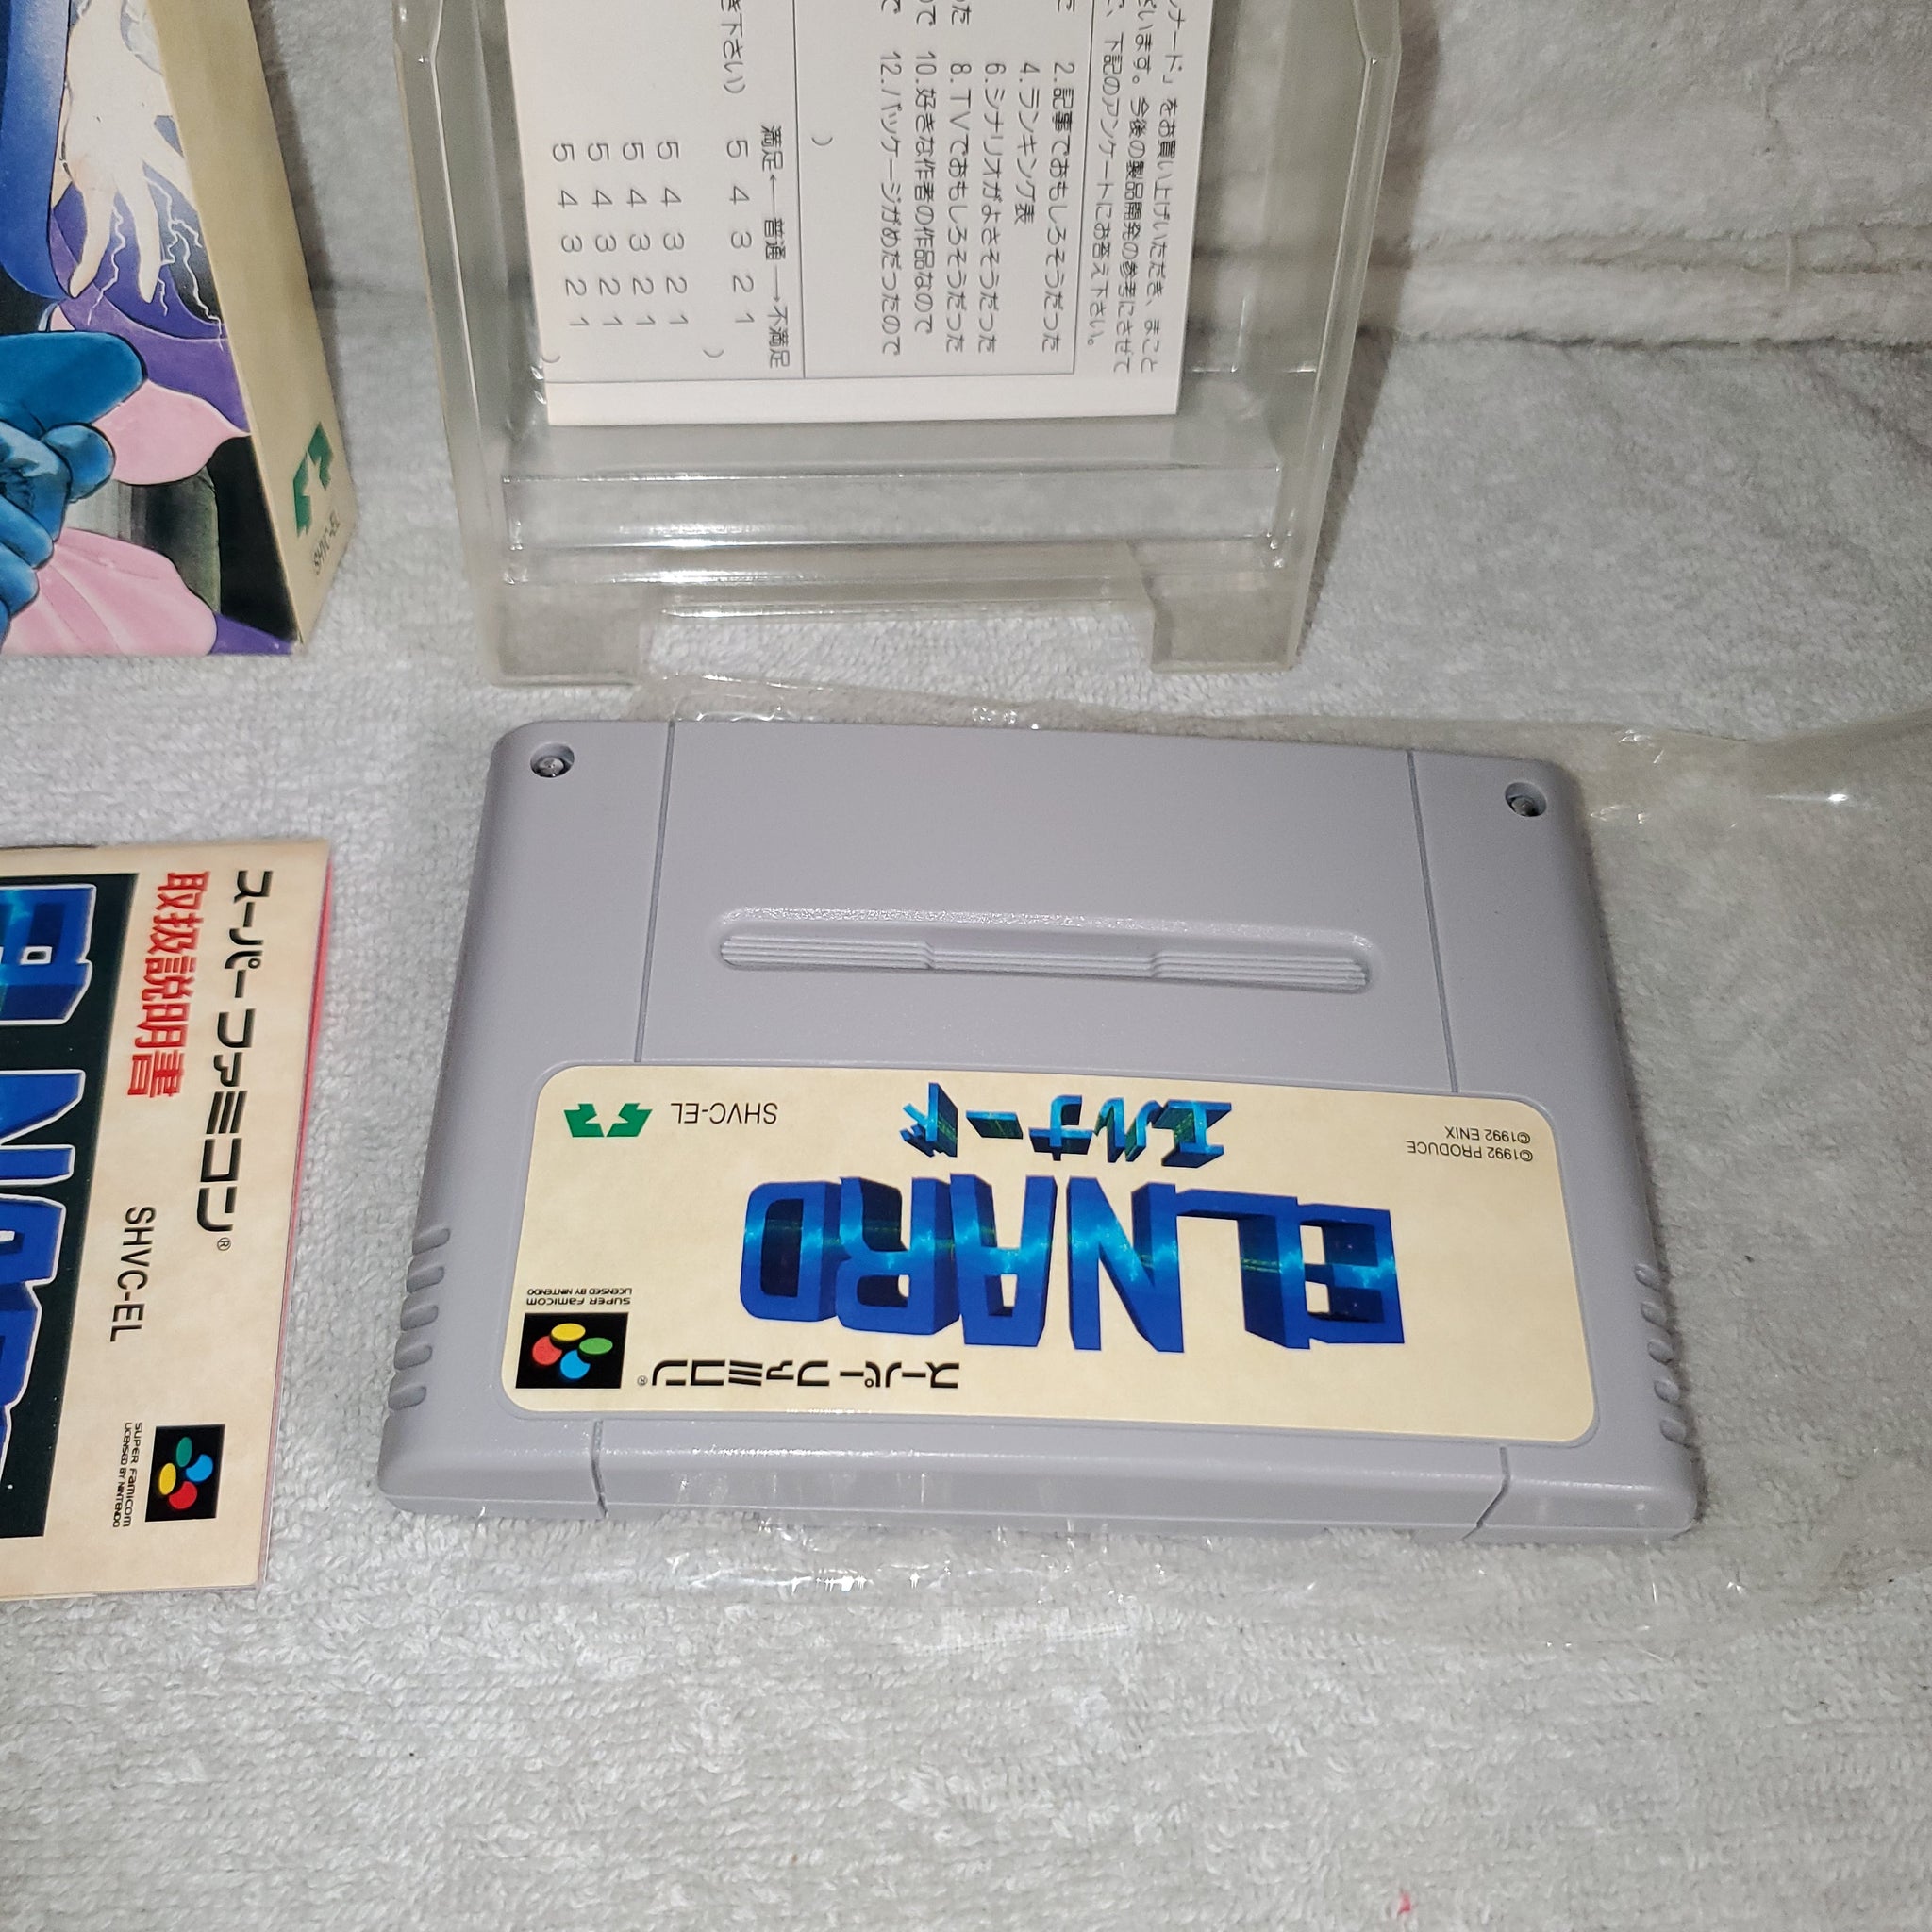 ナード」をお買い上げいただき、まこと
ざいます。今後の製品開発の参考にさせて
、下記のアンケートにお答え下さい。
2.記事でおもしろそうだった
4.ランキング表
6.シナリオがよさそうだった
8.TVでおもしろそうだった
10.好きな作者の作品なので
12.パッケージがめだったので
)
満足←―普通―→不満足
き下さい) 5 4 3 2 1
)
5 4 3 2 1
5 4 3 2 1
5 4 3 2 1
5 4 3 2 1
)
SHVC-EL
スーパーファミコン®
取扱説明書
SHVC-EL
ELNARD
SUPER FAMICOM
LICENSED BY NINTENDO
スーパーファミコン®
SUPER FAMICOM
LICENSED BY NINTENDO
ELNARD
エルナード
©1992 PRODUCE
©1992 ENIX
SHVC-EL